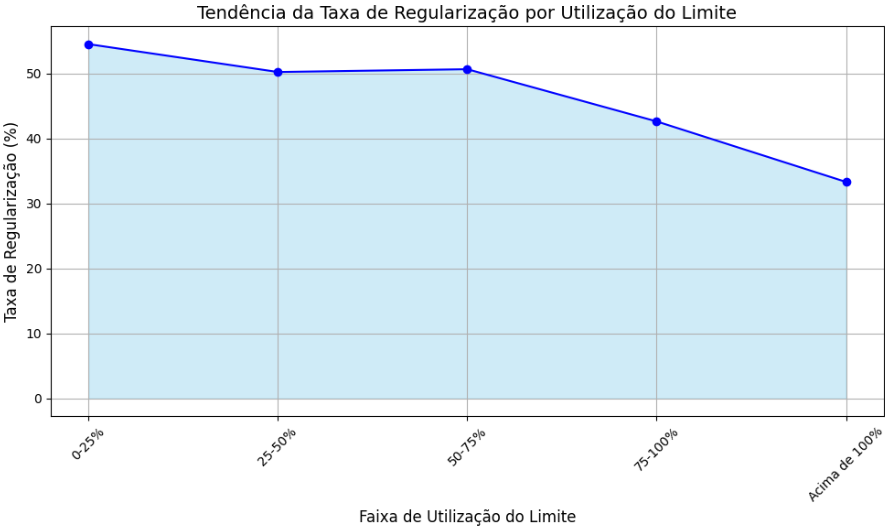 Tendência da Taxa de Regularização por Utilização do Limite
Taxa de Regularização (%)
50
40
30
20
10
0
0-25%
25-50%
50-75%
75-100%
Acima de 100%
Faixa de Utilização do Limite